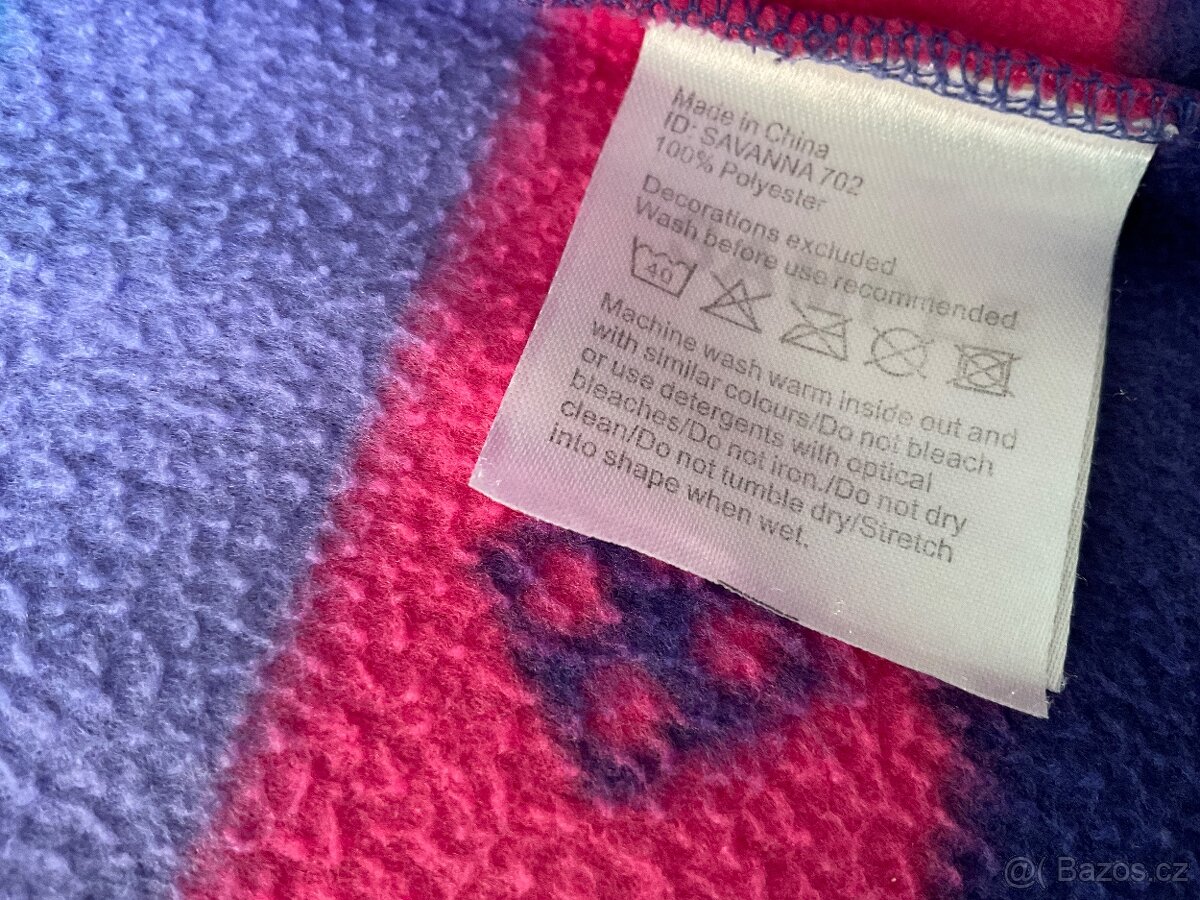 Made in China
ID: SAVANNA 702
100% Polyester
Decorations excluded
Wash before use recommended
40
Machine wash warm inside out and
with similar colours/Do not bleach
or use detergents with optical
bleaches/Do not iron./Do not dry
clean/Do not tumble dry/Stretch
into shape when wet.
@( Bazos.cz